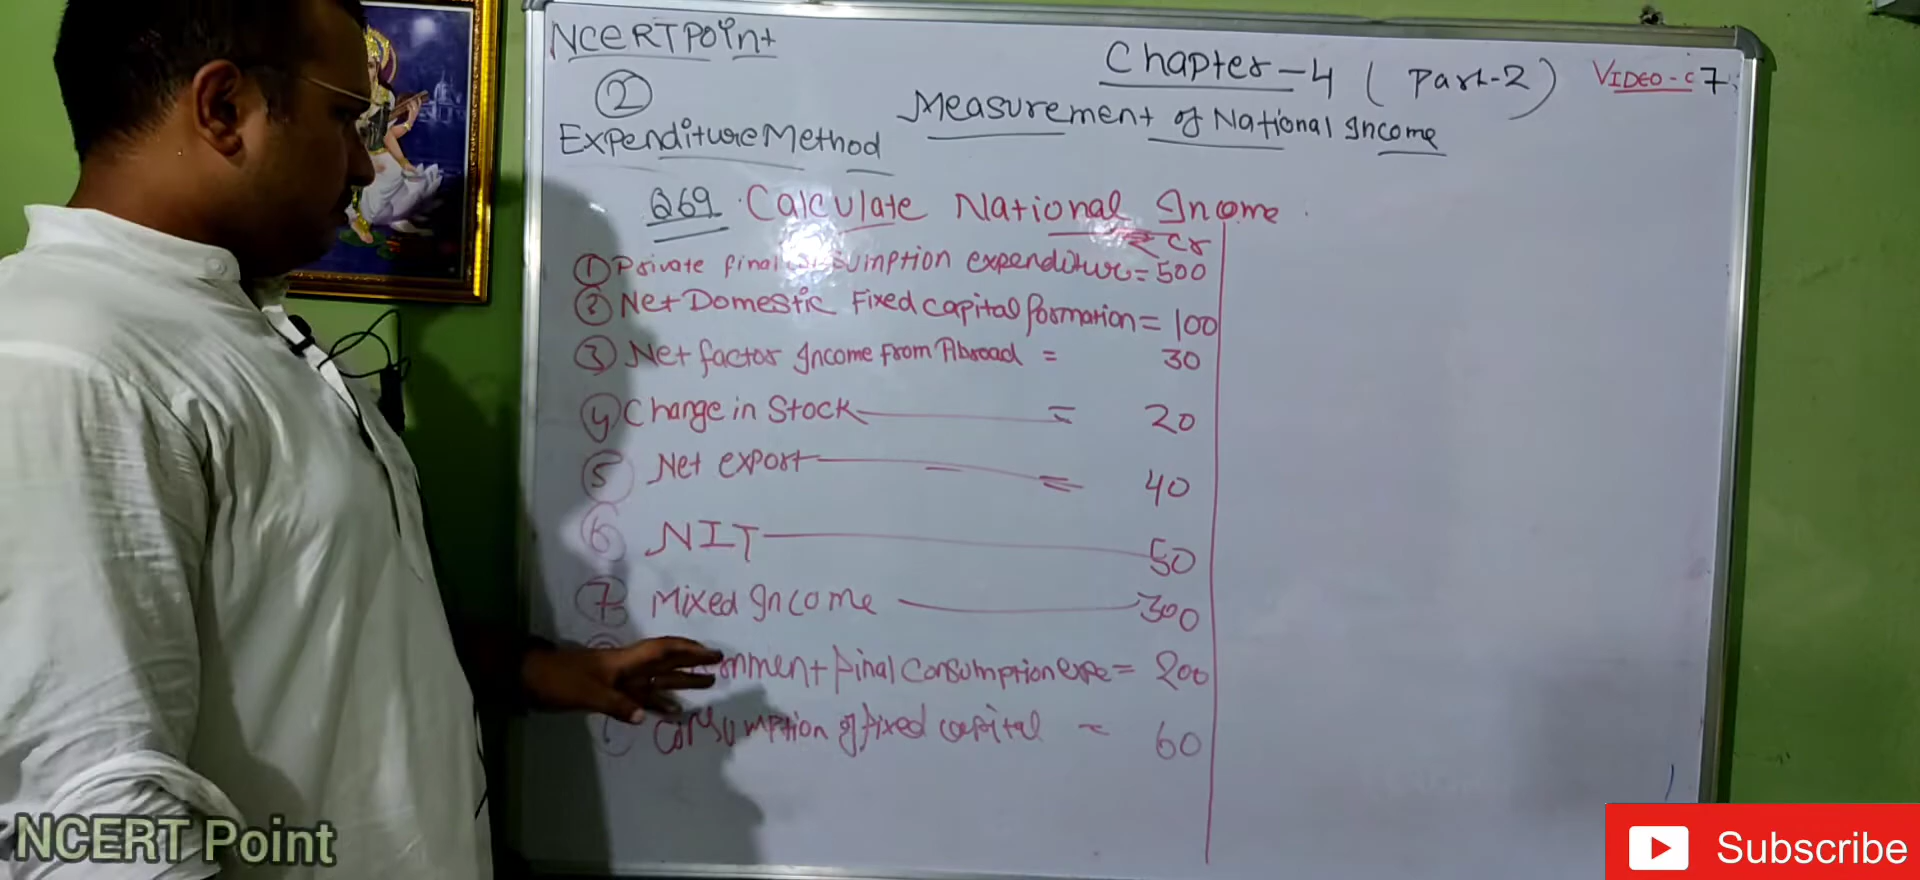 NCERT Point
Chapter-4 ( Part-2 ) VIDEO-C 7
②
Measurement of National Income
Expenditure Method
Q69 Calculate National Income
₹ Cr
① Private final consumption expenditure = 500
② Net Domestic Fixed capital formation = 100
③ Net factor Income From Abroad = 30
④ Change in Stock = 20
⑤ Net export = 40
⑥ NIT 50
⑦ Mixed Income 300
final Consumption expe = 200
Consumption of fixed capital = 60
NCERT Point
Subscribe